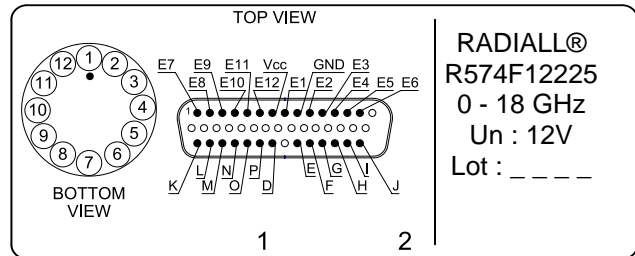 TOP VIEW
12 1 2
11 3
10 4
9 5
8 7 6
BOTTOM
VIEW
E7 E9 E11 Vcc GND E3
E8 E10 E12 E1 E2 E4 E5 E6
1
K L M N O P D E F G H I J
1 2
RADIALL®
R574F12225
0 - 18 GHz
Un : 12V
Lot : _ _ _ _